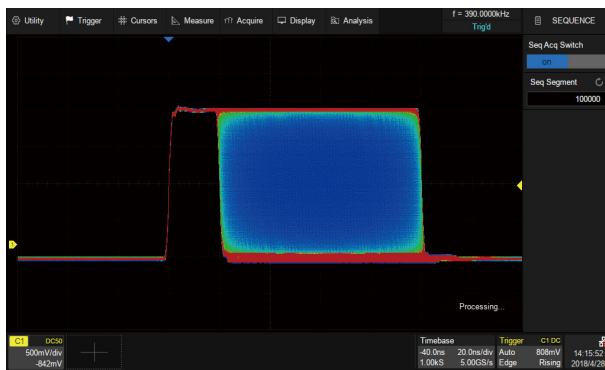 Utility Trigger Cursors Measure Acquire Display Analysis
f = 390.0000kHz
Trig'd
SEQUENCE
Seq Acq Switch
on
Seq Segment
100000
Processing...
C1 DC50
500mV/div
-842mV
Timebase
-40.0ns 20.0ns/div
1.00kS 5.00GS/s
Trigger C1 DC
Auto 808mV
Edge Rising
14:15:52
2018/4/28